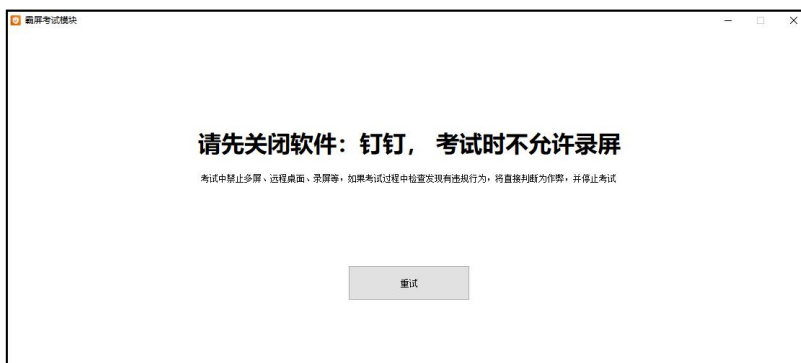 霸屏考试模块
请先关闭软件：钉钉， 考试时不允许录屏
考试中禁止多屏、远程桌面、录屏等，如果考试过程中检查发现有违规行为，将直接判断为作弊，并停止考试
重试